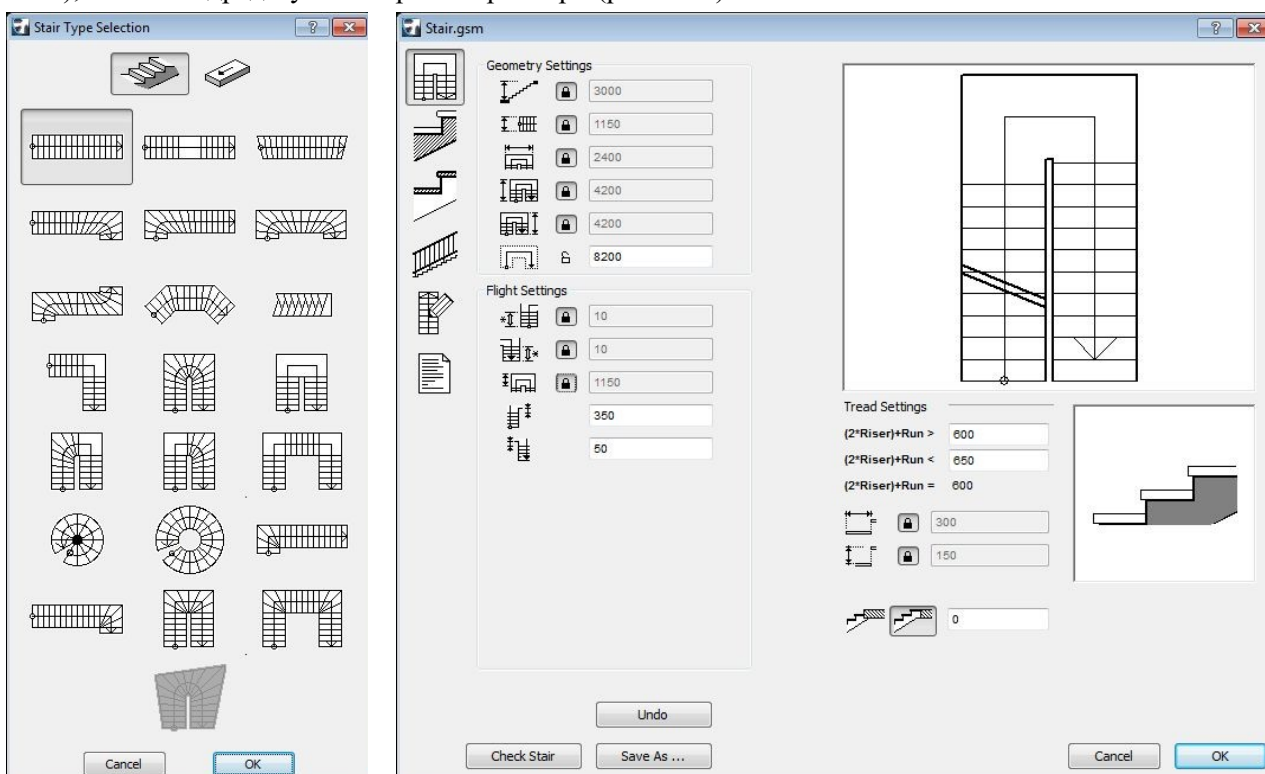 Stair Type Selection
Cancel
OK
Stair.gsm
Geometry Settings
3000
1150
2400
4200
4200
8200
Flight Settings
10
10
1150
350
50
Undo
Check Stair
Save As ...
Tread Settings
(2*Riser)+Run > 600
(2*Riser)+Run < 650
(2*Riser)+Run = 600
300
150
0
Cancel
OK